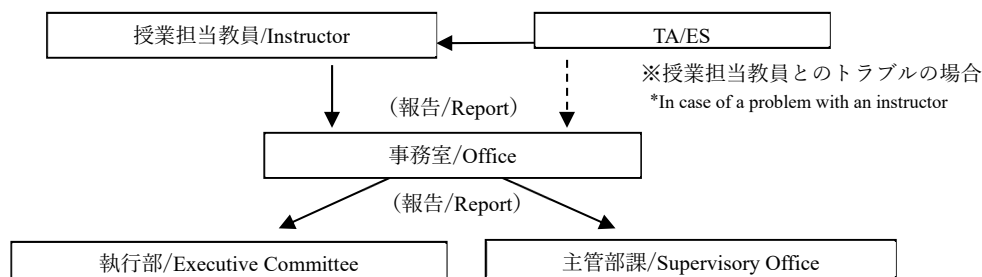 授業担当教員/Instructor
TA/ES
※授業担当教員とのトラブルの場合
*In case of a problem with an instructor
（報告/Report）
事務室/Office
（報告/Report）
執行部/Executive Committee
主管部課/Supervisory Office